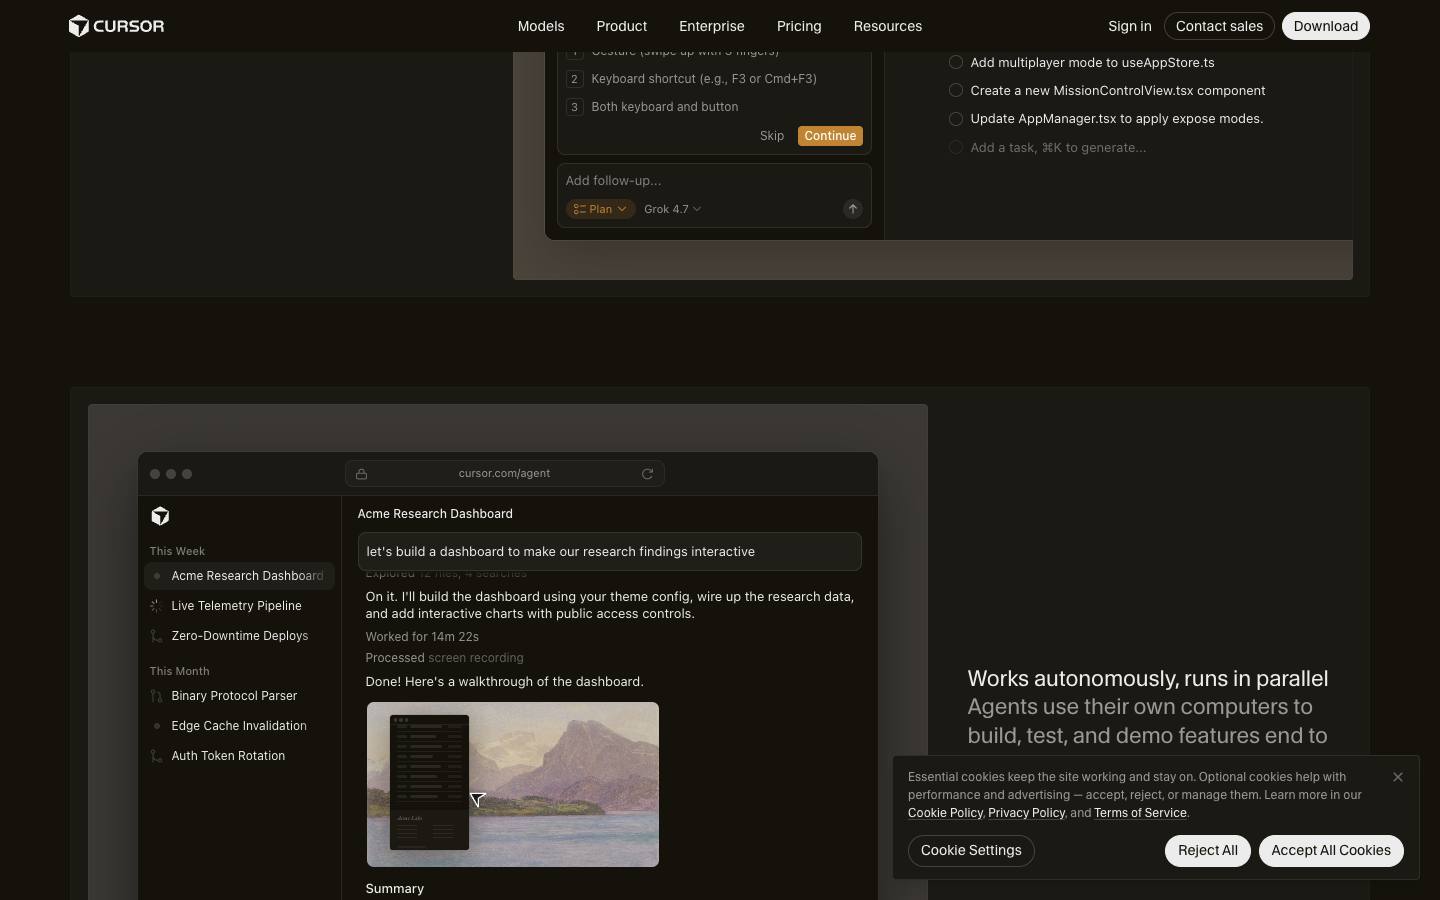 CURSOR
Models
Product
Enterprise
Pricing
Resources
Sign in
Contact sales
Download
2 Keyboard shortcut (e.g., F3 or Cmd+F3)
3 Both keyboard and button
Skip
Continue
Add follow-up...
Plan
Grok 4.7
Add multiplayer mode to useAppStore.ts
Create a new MissionControlView.tsx component
Update AppManager.tsx to apply expose modes.
Add a task, ⌘K to generate...
cursor.com/agent
This Week
Acme Research Dashboard
Live Telemetry Pipeline
Zero-Downtime Deploys
This Month
Binary Protocol Parser
Edge Cache Invalidation
Auth Token Rotation
Acme Research Dashboard
let's build a dashboard to make our research findings interactive
Explored 12 files, 4 searches
On it. I'll build the dashboard using your theme config, wire up the research data,
and add interactive charts with public access controls.
Worked for 14m 22s
Processed screen recording
Done! Here's a walkthrough of the dashboard.
Summary
Works autonomously, runs in parallel
Agents use their own computers to
build, test, and demo features end to
Essential cookies keep the site working and stay on. Optional cookies help with
performance and advertising — accept, reject, or manage them. Learn more in our
Cookie Policy, Privacy Policy, and Terms of Service.
Cookie Settings
Reject All
Accept All Cookies